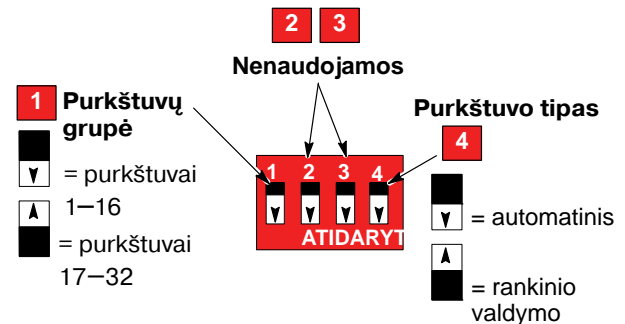 2 3
Nenaudojamos
1 Purkštuvų
grupė
= purkštuvai
1–16
= purkštuvai
17–32
Purkštuvo tipas
4
= automatinis
= rankinio
valdymo
1 2 3 4
ATIDARYT